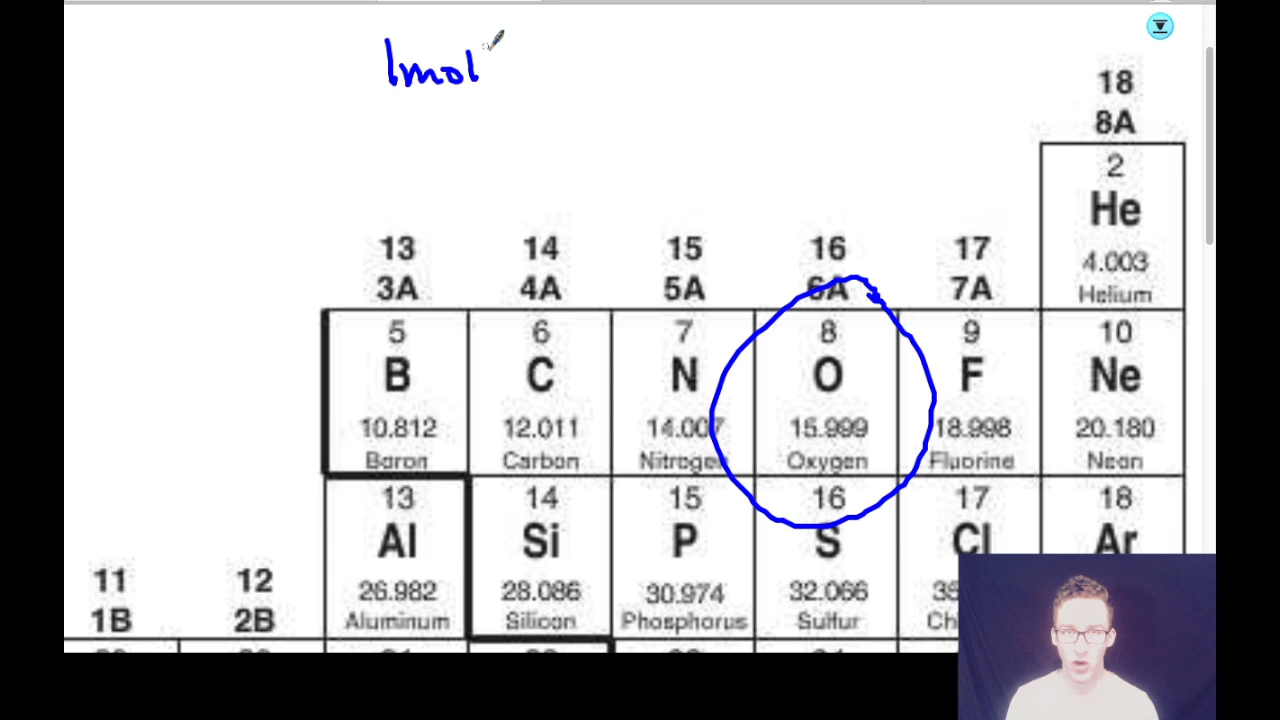 1mol
18
8A
2
He
4.003
Helium
13 14 15 16 17
3A 4A 5A 6A 7A
5 6 7 8 9 10
B C N O F Ne
10.812 12.011 14.007 15.999 18.998 20.180
Boron Carbon Nitrogen Oxygen Fluorine Neon
13 14 15 16 17 18
Al Si P S Cl Ar
26.982 28.086 30.974 32.066
11 12
1B 2B
Aluminum Silicon Phosphorus Sulfur